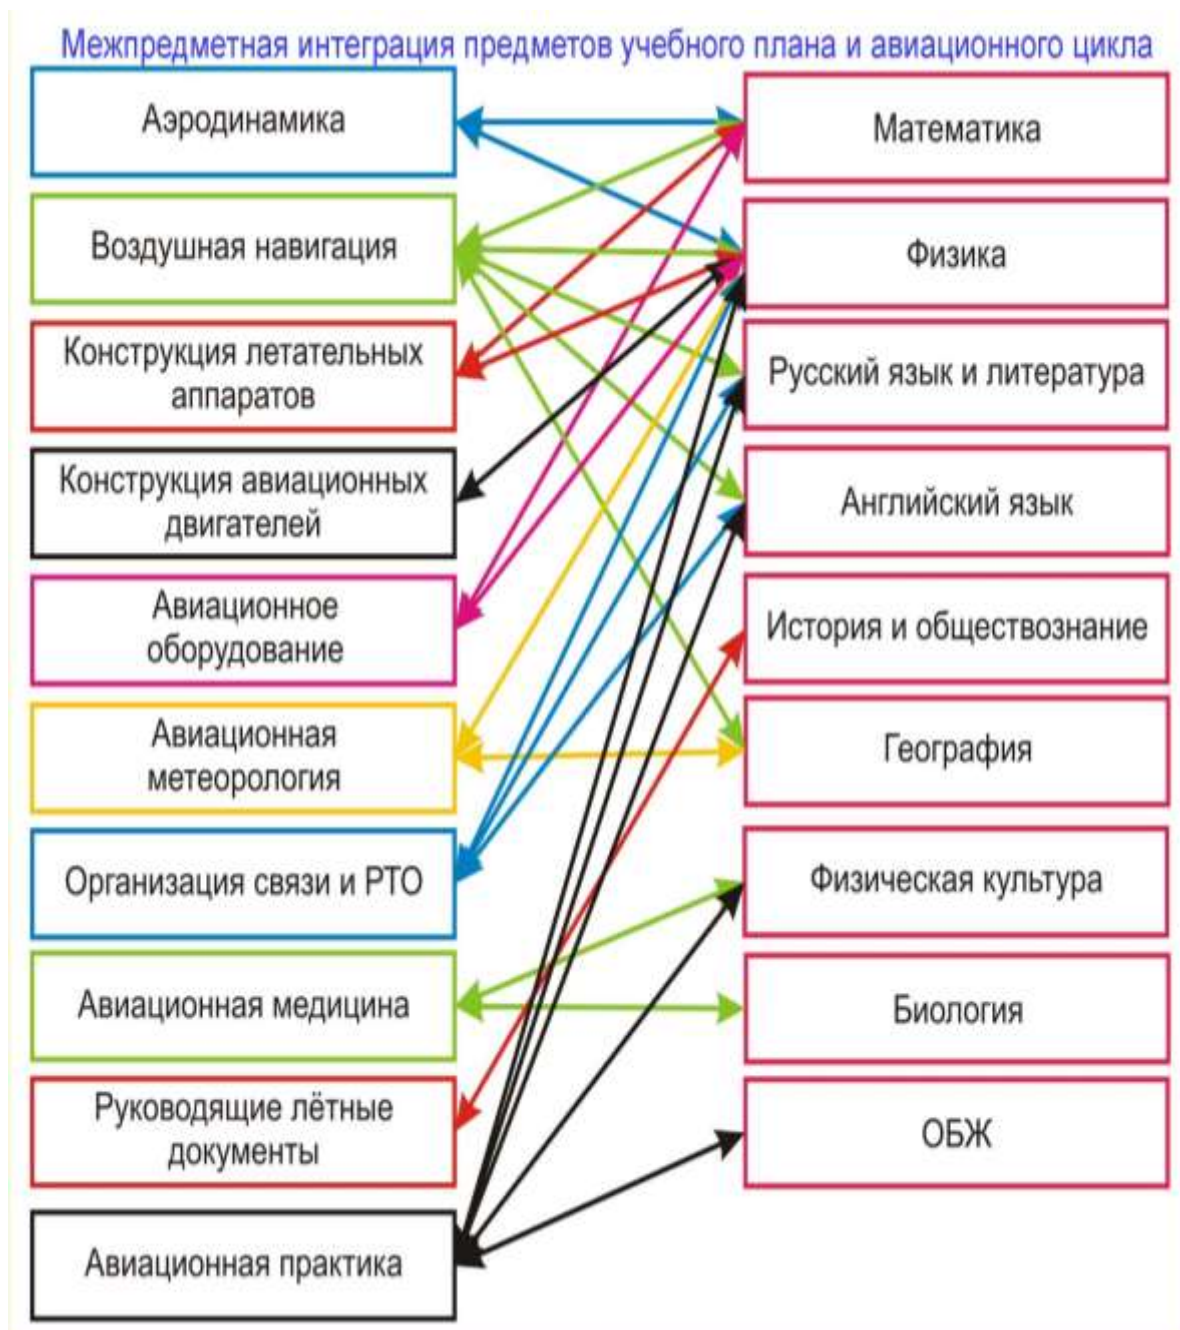 Межпредметная интеграция предметов учебного плана и авиационного цикла
Аэродинамика
Воздушная навигация
Конструкция летательных
аппаратов
Конструкция авиационных
двигателей
Авиационное
оборудование
Авиационная
метеорология
Организация связи и РТО
Авиационная медицина
Руководящие лётные
документы
Авиационная практика
Математика
Физика
Русский язык и литература
Английский язык
История и обществознание
География
Физическая культура
Биология
ОБЖ